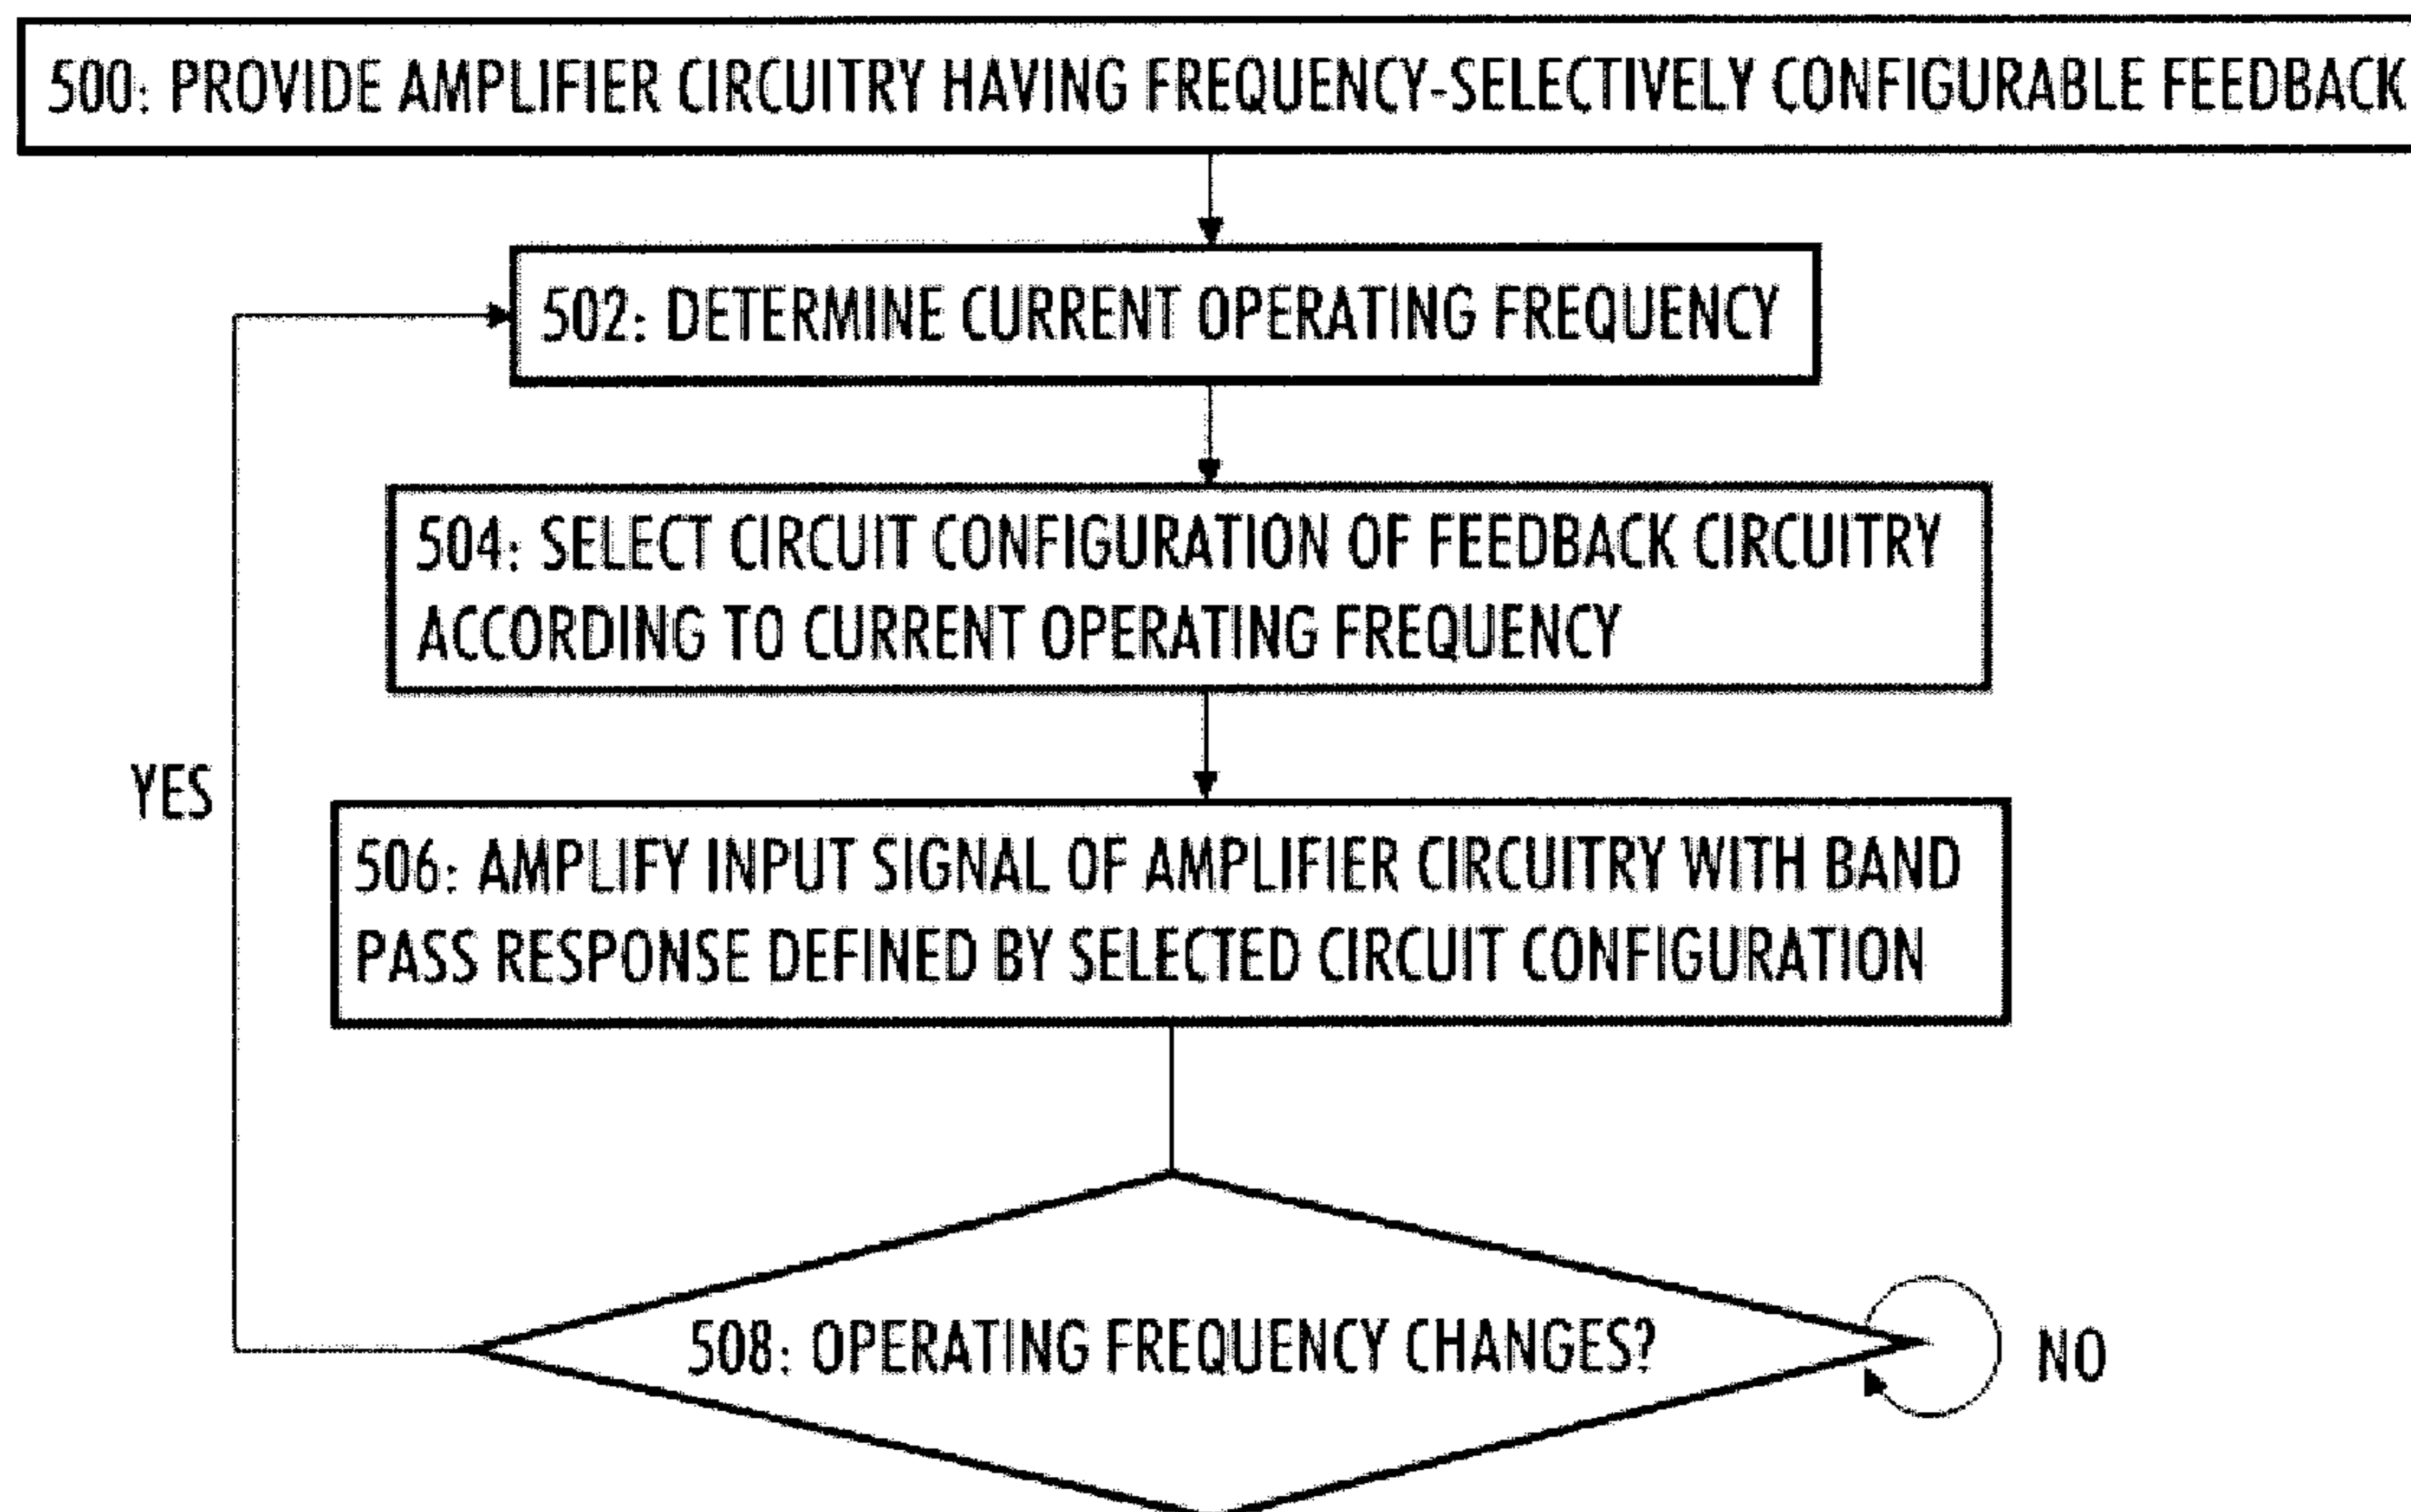 500: PROVIDE AMPLIFIER CIRCUITRY HAVING FREQUENCY-SELECTIVELY CONFIGURABLE FEEDBACK
502: DETERMINE CURRENT OPERATING FREQUENCY
504: SELECT CIRCUIT CONFIGURATION OF FEEDBACK CIRCUITRY
ACCORDING TO CURRENT OPERATING FREQUENCY
YES
506: AMPLIFY INPUT SIGNAL OF AMPLIFIER CIRCUITRY WITH BAND
PASS RESPONSE DEFINED BY SELECTED CIRCUIT CONFIGURATION
508: OPERATING FREQUENCY CHANGES?
NO